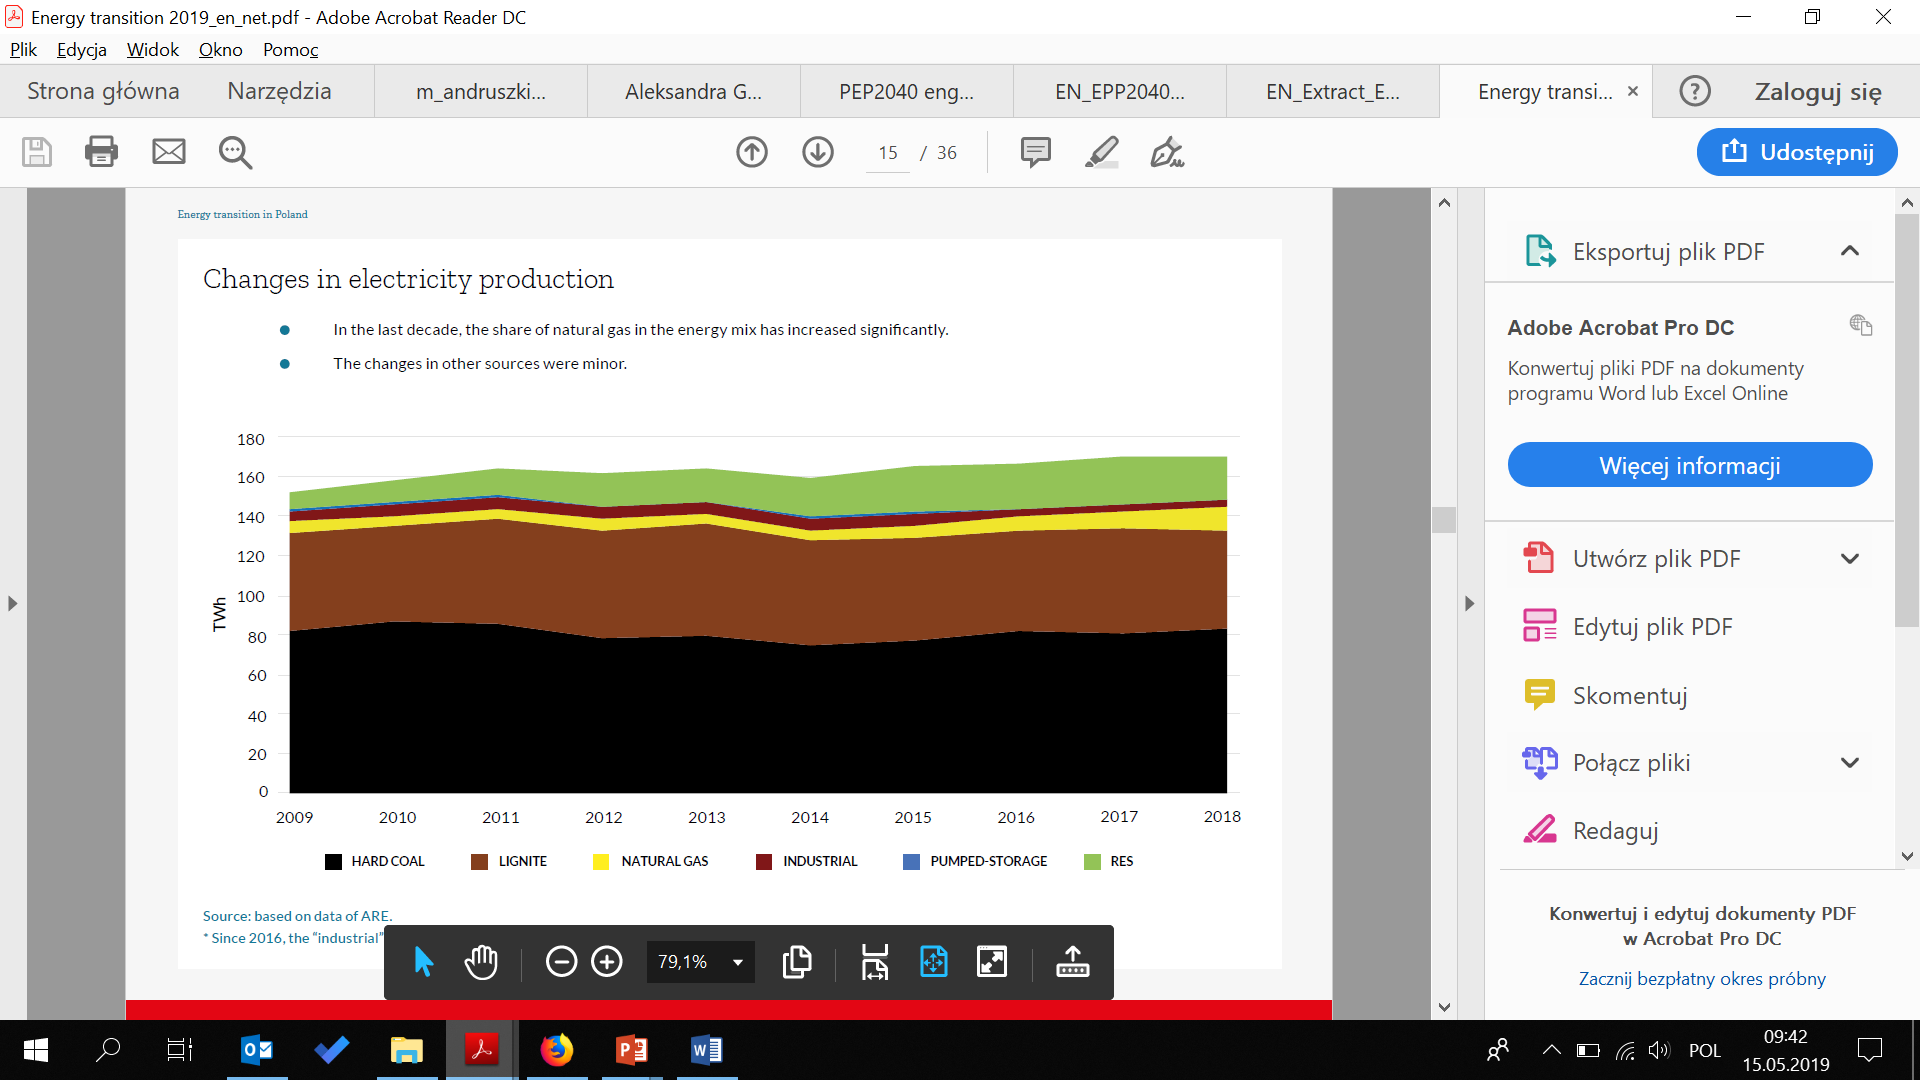 Energy transition 2019_en_net.pdf - Adobe Acrobat Reader DC
Plik Edycja Widok Okno Pomoc
Strona główna Narzędzia m_andruszki... Aleksandra G... PEP2040 eng... EN_EPP2040... EN_Extract_E... Energy transi... × ? Zaloguj się
15 / 36 Udostępnij
Energy transition in Poland
Changes in electricity production
In the last decade, the share of natural gas in the energy mix has increased significantly.
The changes in other sources were minor.
TWh
180
160
140
120
100
80
60
40
20
0
2009 2010 2011 2012 2013 2014 2015 2016 2017 2018
HARD COAL LIGNITE NATURAL GAS INDUSTRIAL PUMPED-STORAGE RES
Source: based on data of ARE.
* Since 2016, the “industrial”
79,1%
Eksportuj plik PDF
Adobe Acrobat Pro DC
Konwertuj pliki PDF na dokumenty
programu Word lub Excel Online
Więcej informacji
Utwórz plik PDF
Edytuj plik PDF
Skomentuj
Połącz pliki
Redaguj
Konwertuj i edytuj dokumenty PDF
w Acrobat Pro DC
Zacznij bezpłatny okres próbny
POL
09:42
15.05.2019